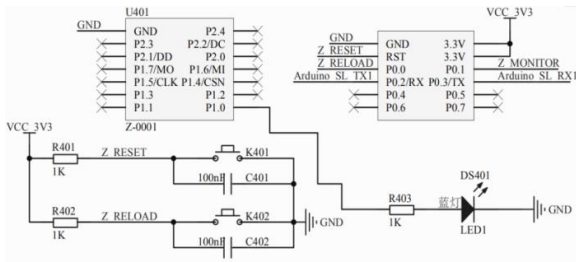 U401
GND GND P2.4
P2.3 P2.2/DC
P2.1/DD P2.0
P1.7/MO P1.6/MI
P1.5/CLK P1.4/CSN
P1.3 P1.2
P1.1 P1.0
Z-0001
VCC_3V3
GND GND 3.3V
Z_RESET RST 3.3V
Z_RELOAD P0.0 P0.1 Z_MONITOR
Arduino_SL_TX1 P0.2/RX P0.3/TX Arduino_SL_RX1
P0.4 P0.5
P0.6 P0.7
VCC_3V3
R401 Z_RESET K401
1K 100nF C401
R402 Z_RELOAD K402
1K 100nF C402
GND
R403 蓝灯 DS401
1K LED1
GND